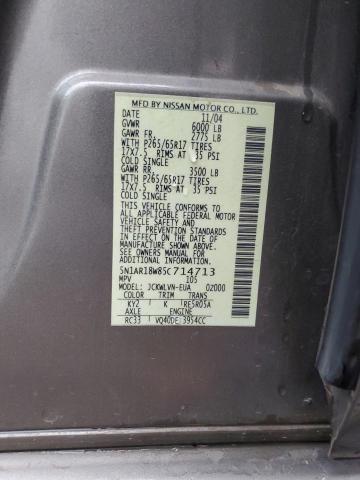 MFD BY NISSAN MOTOR CO., LTD.
DATE 11/04
GVWR 6000 LB
GAWR FR. 2775 LB
WITH P265/65R17 TIRES
17X7.5 RIMS AT 35 PSI
COLD SINGLE
GAWR RR. 3500 LB
WITH P265/65R17 TIRES
17X7.5 RIMS AT 35 PSI
COLD SINGLE
THIS VEHICLE CONFORMS TO ALL
APPLICABLE FEDERAL MOTOR
VEHICLE SAFETY AND
THEFT PREVENTION STANDARDS
IN EFFECT ON THE DATE OF
MANUFACTURE SHOWN ABOVE.
SEE OWNERS MANUAL FOR
ADDITIONAL INFORMATION
5N1AR18W85C714713
MPV 105
MODEL: JCKWLVN-EUA 02000
COLOR TRIM TRANS
KY2 K RE5R05A
AXLE ENGINE
RC33 VQ40DE 3954CC